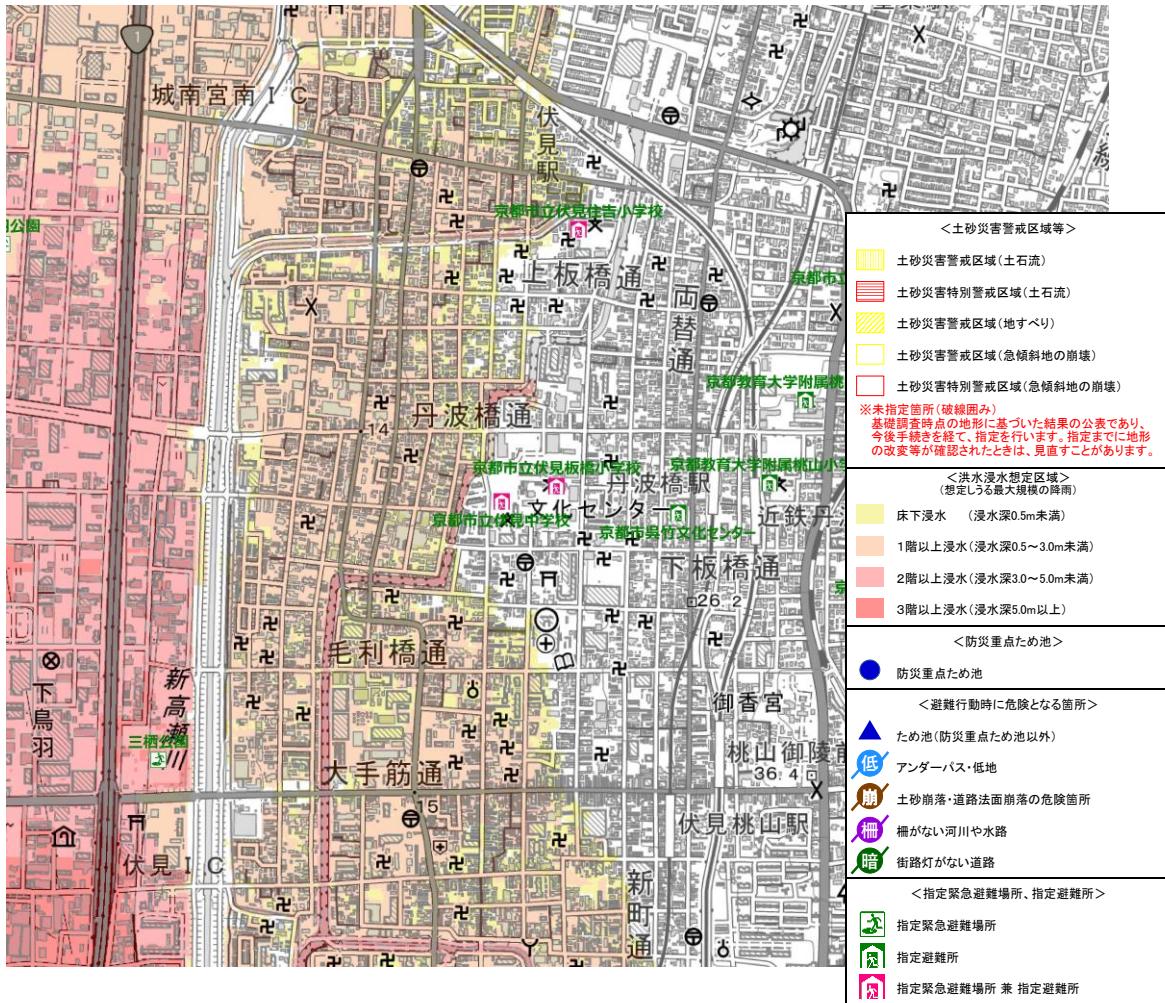 1
城南宮南ＩＣ
伏見駅
京都市立伏見住吉小学校
公園
上板橋通
両替通
京都市立
京都教育大学附属桃
丹波橋通
14
京都市立伏見板橋小学校
京都教育大学附属桃山小学
丹波橋駅
文化センター
京都市立伏見中学校
京都市呉竹文化センター
近鉄丹
下板橋通
26.2
毛利橋通
下鳥羽
新高瀬川
御香宮
三栖公園
桃山御陵前
大手筋通
36.4
15
伏見桃山駅
伏見ＩＣ
新町通
＜土砂災害警戒区域等＞
土砂災害警戒区域(土石流)
土砂災害特別警戒区域(土石流)
土砂災害警戒区域(地すべり)
土砂災害警戒区域(急傾斜地の崩壊)
土砂災害特別警戒区域(急傾斜地の崩壊)
※未指定箇所(破線囲み)
基礎調査時点の地形に基づいた結果の公表であり、
今後手続きを経て、指定を行います。指定までに地形
の改変等が確認されたときは、見直すことがあります。
＜洪水浸水想定区域＞
(想定しうる最大規模の降雨)
床下浸水　(浸水深0.5m未満)
１階以上浸水(浸水深0.5～3.0m未満)
２階以上浸水(浸水深3.0～5.0m未満)
３階以上浸水(浸水深5.0m以上)
＜防災重点ため池＞
防災重点ため池
＜避難行動時に危険となる箇所＞
ため池(防災重点ため池以外)
低 アンダーパス・低地
崩 土砂崩落・道路法面崩落の危険箇所
柵 柵がない河川や水路
暗 街路灯がない道路
＜指定緊急避難場所、指定避難所＞
指定緊急避難場所
指定避難所
指定緊急避難場所 兼 指定避難所